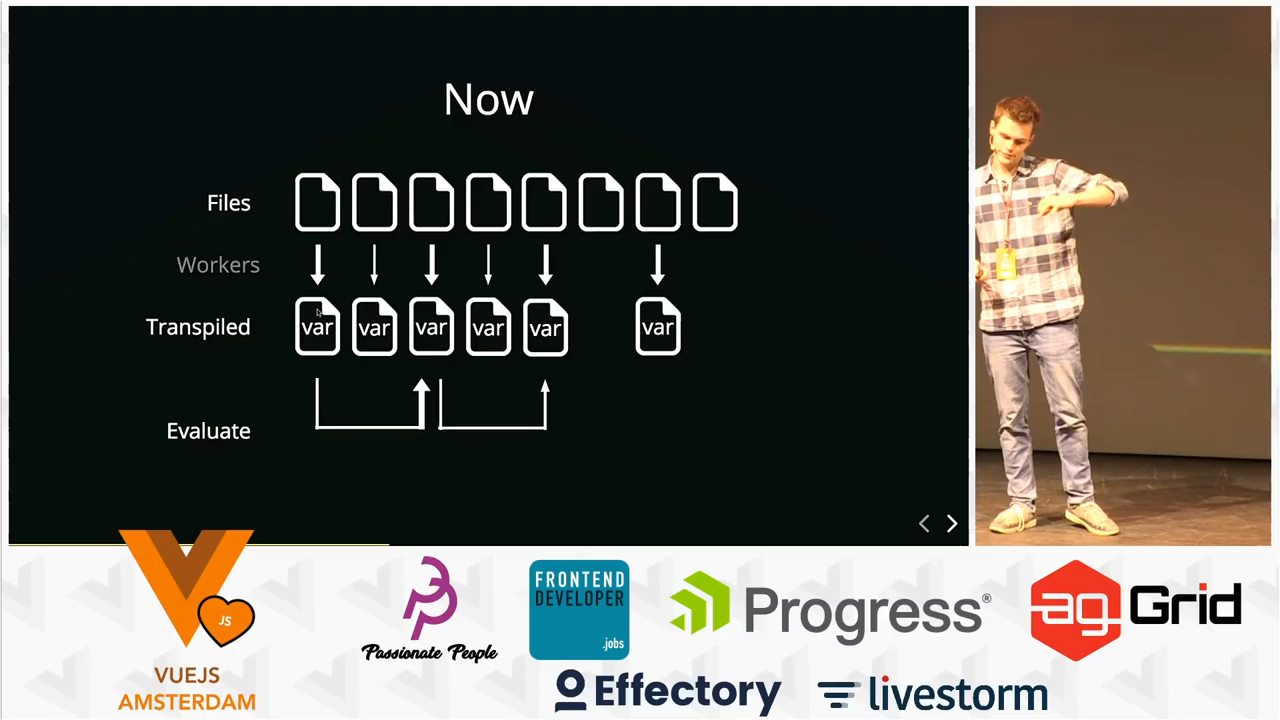 Now
Files
Workers
Transpiled
var var var var var var
Evaluate
JS
VUEJS
AMSTERDAM
Passionate People
FRONTEND
DEVELOPER
.jobs
Progress®
ag Grid
Effectory
livestorm